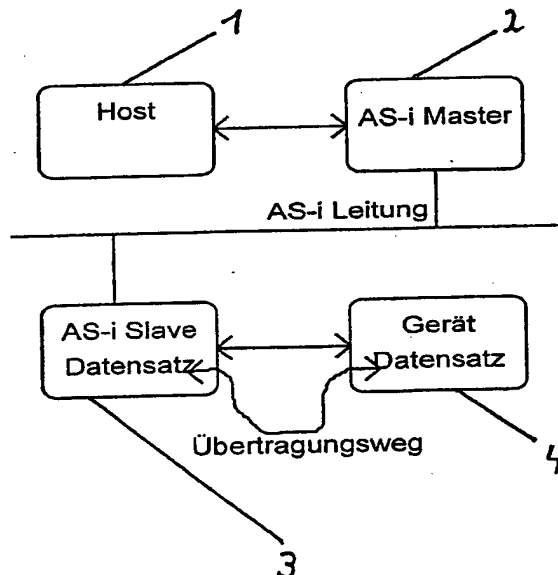 1
2
Host
AS-i Master
AS-i Leitung
AS-i Slave
Datensatz
Gerät
Datensatz
Übertragungsweg
4
3